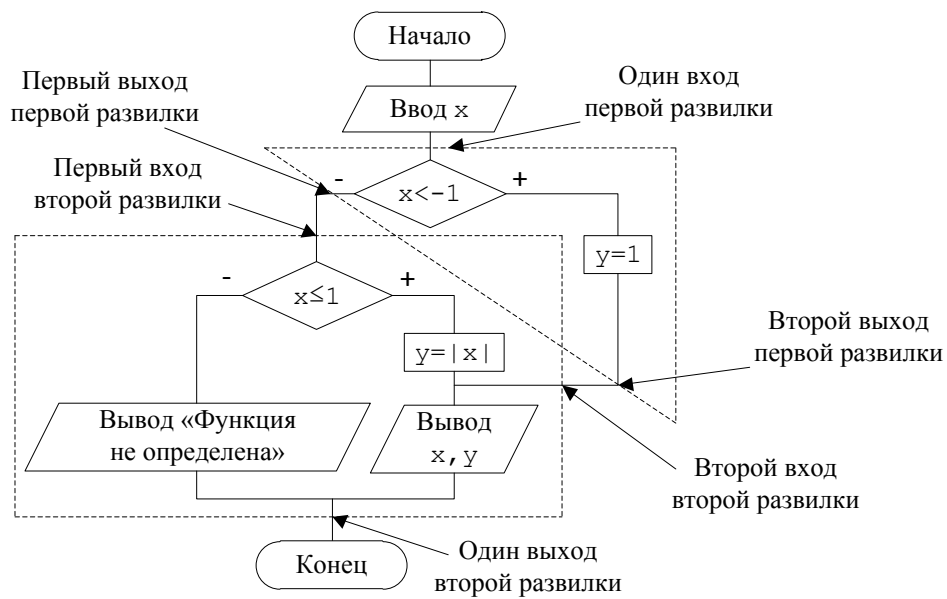 Начало
Первый выход
первой развилки
Один вход
первой развилки
Ввод x
Первый вход
второй развилки
-
x<-1
+
y=1
-
x≤1
+
y=|x|
Второй выход
первой развилки
Вывод «Функция
не определена»
Вывод
x,y
Второй вход
второй развилки
Конец
Один выход
второй развилки